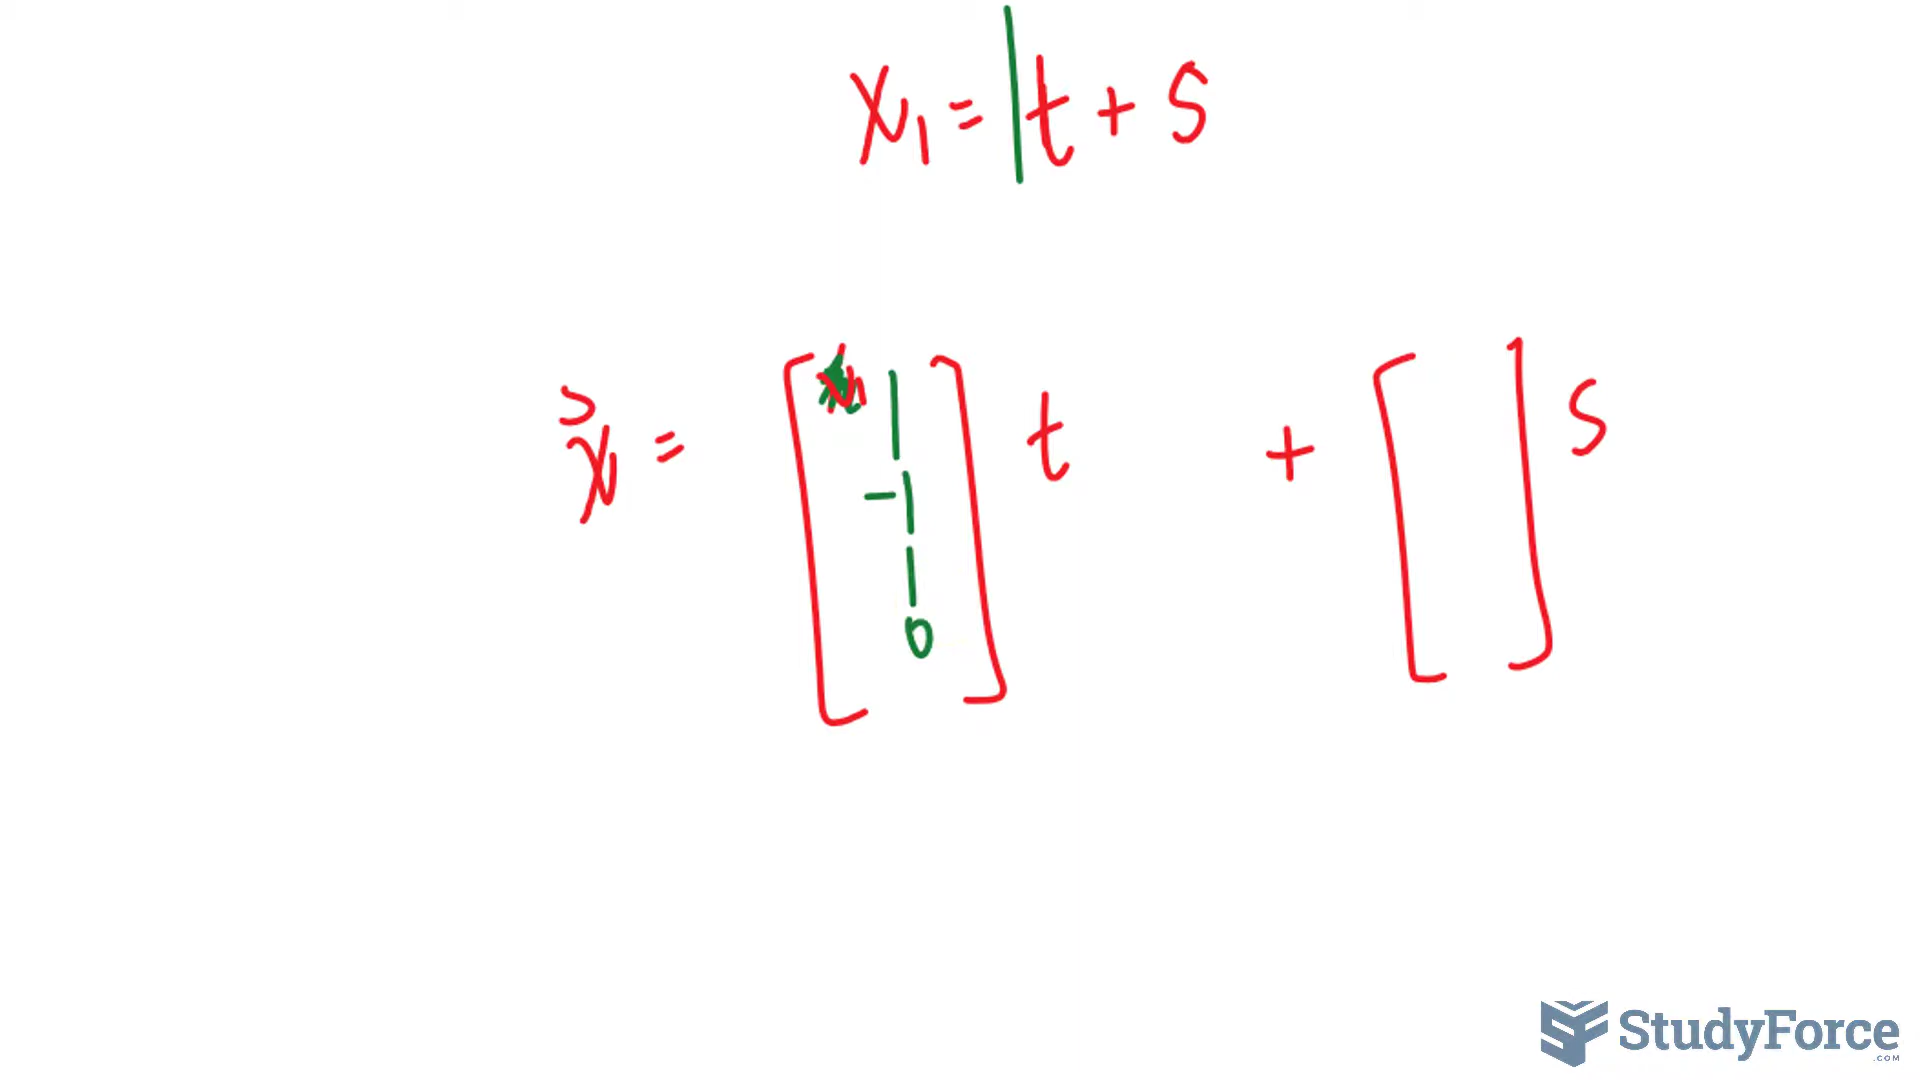 x₁ = 1t + s
x⃗ = [ 1 ] t + [ ] s
-1
1
0
StudyForce
.COM